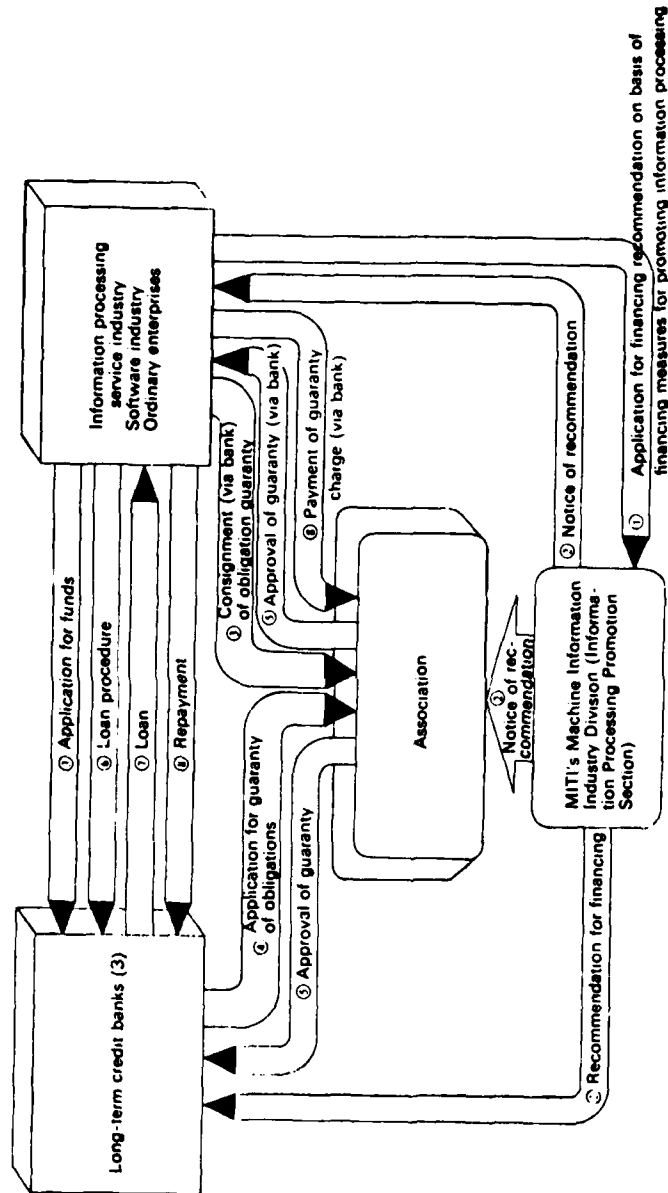 Long-term credit banks (3)
Information processing
service industry
Software industry
Ordinary enterprises
Application for funds
⑥ Loan procedure
⑦ Loan
⑧ Repayment
③ Consignment (via bank)
of obligation guaranty
⑤ Approval of guaranty (via bank)
⑥ Payment of guaranty
charge (via bank)
④ Application for guaranty
of obligations
⑤ Approval of guaranty
Association
② Notice of recommendation
②
Notice of rec-
commendation
MITI's Machine Information
Industry Division (Informa-
tion Processing Promotion
Section)
Recommendation for financing
① Application for financing recommendation on basis of
financing measures for promoting information processing